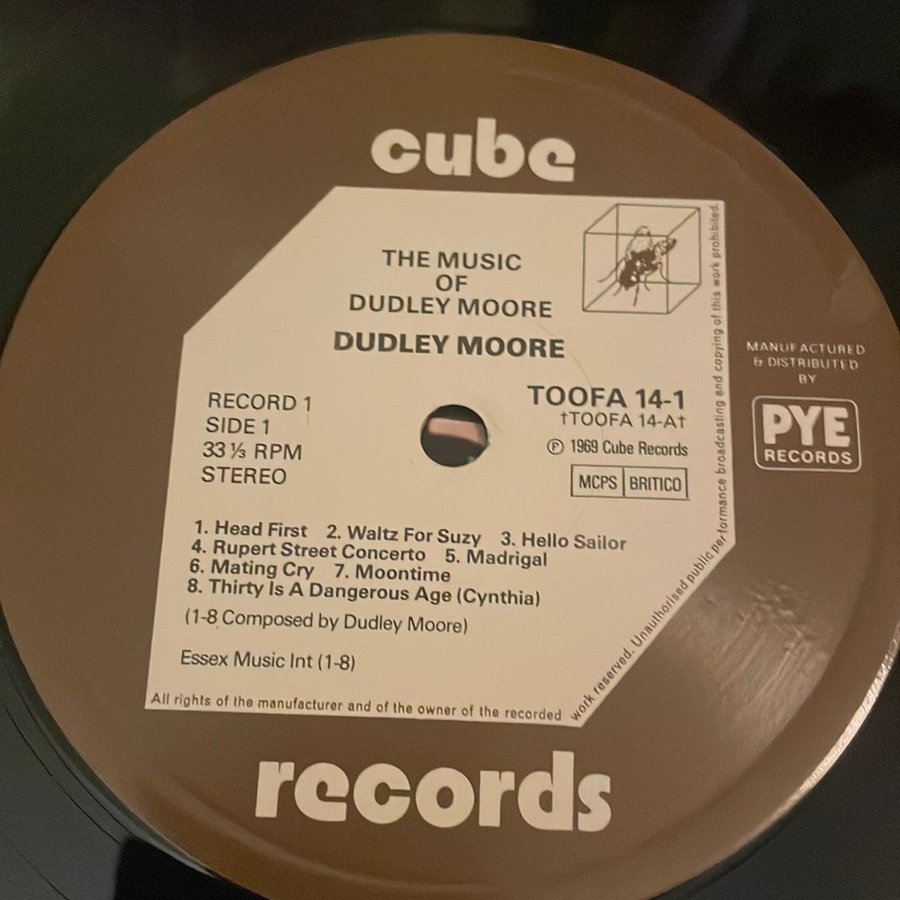 cube
THE MUSIC
OF
DUDLEY MOORE
DUDLEY MOORE
RECORD 1
SIDE 1
33 ⅓ RPM
STEREO
TOOFA 14-1
†TOOFA 14-A†
Ⓟ 1969 Cube Records
MCPS BRITICO
1. Head First 2. Waltz For Suzy 3. Hello Sailor
4. Rupert Street Concerto 5. Madrigal
6. Mating Cry 7. Moontime
8. Thirty Is A Dangerous Age (Cynthia)
(1-8 Composed by Dudley Moore)
Essex Music Int (1-8)
All rights of the manufacturer and of the owner of the recorded
work reserved. Unauthorised public performance broadcasting and copying of this work prohibited.
MANUFACTURED
& DISTRIBUTED
BY
PYE
RECORDS
records